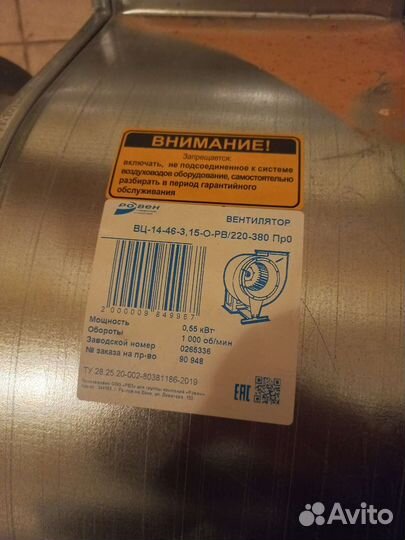 ВНИМАНИЕ!
Запрещается:
включать, не подсоединенное к системе
воздуховодов оборудование, самостоятельно
разбирать в период гарантийного
обслуживания
РОВЕН
ВЕНТИЛЯТОР
ВЦ-14-46-3,15-О-РВ/220-380 Пр0
2000009849987
Мощность 0,55 кВт
Обороты 1 000 об/мин
Заводской номер 0265336
№ заказа на пр-во 90 948
ТУ 28.25.20-002-80381186-2019
EAC
Avito